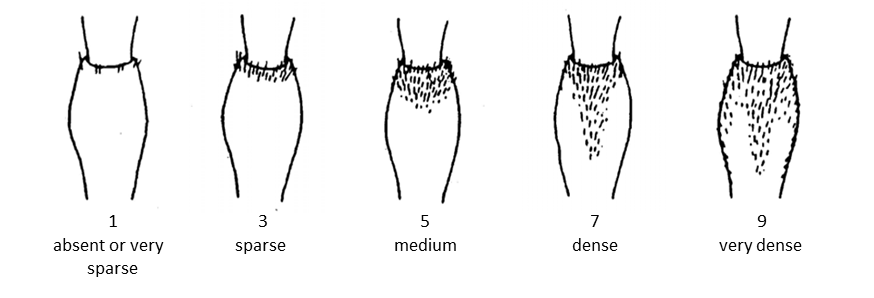 1
absent or very
sparse
3
sparse
5
medium
7
dense
9
very dense